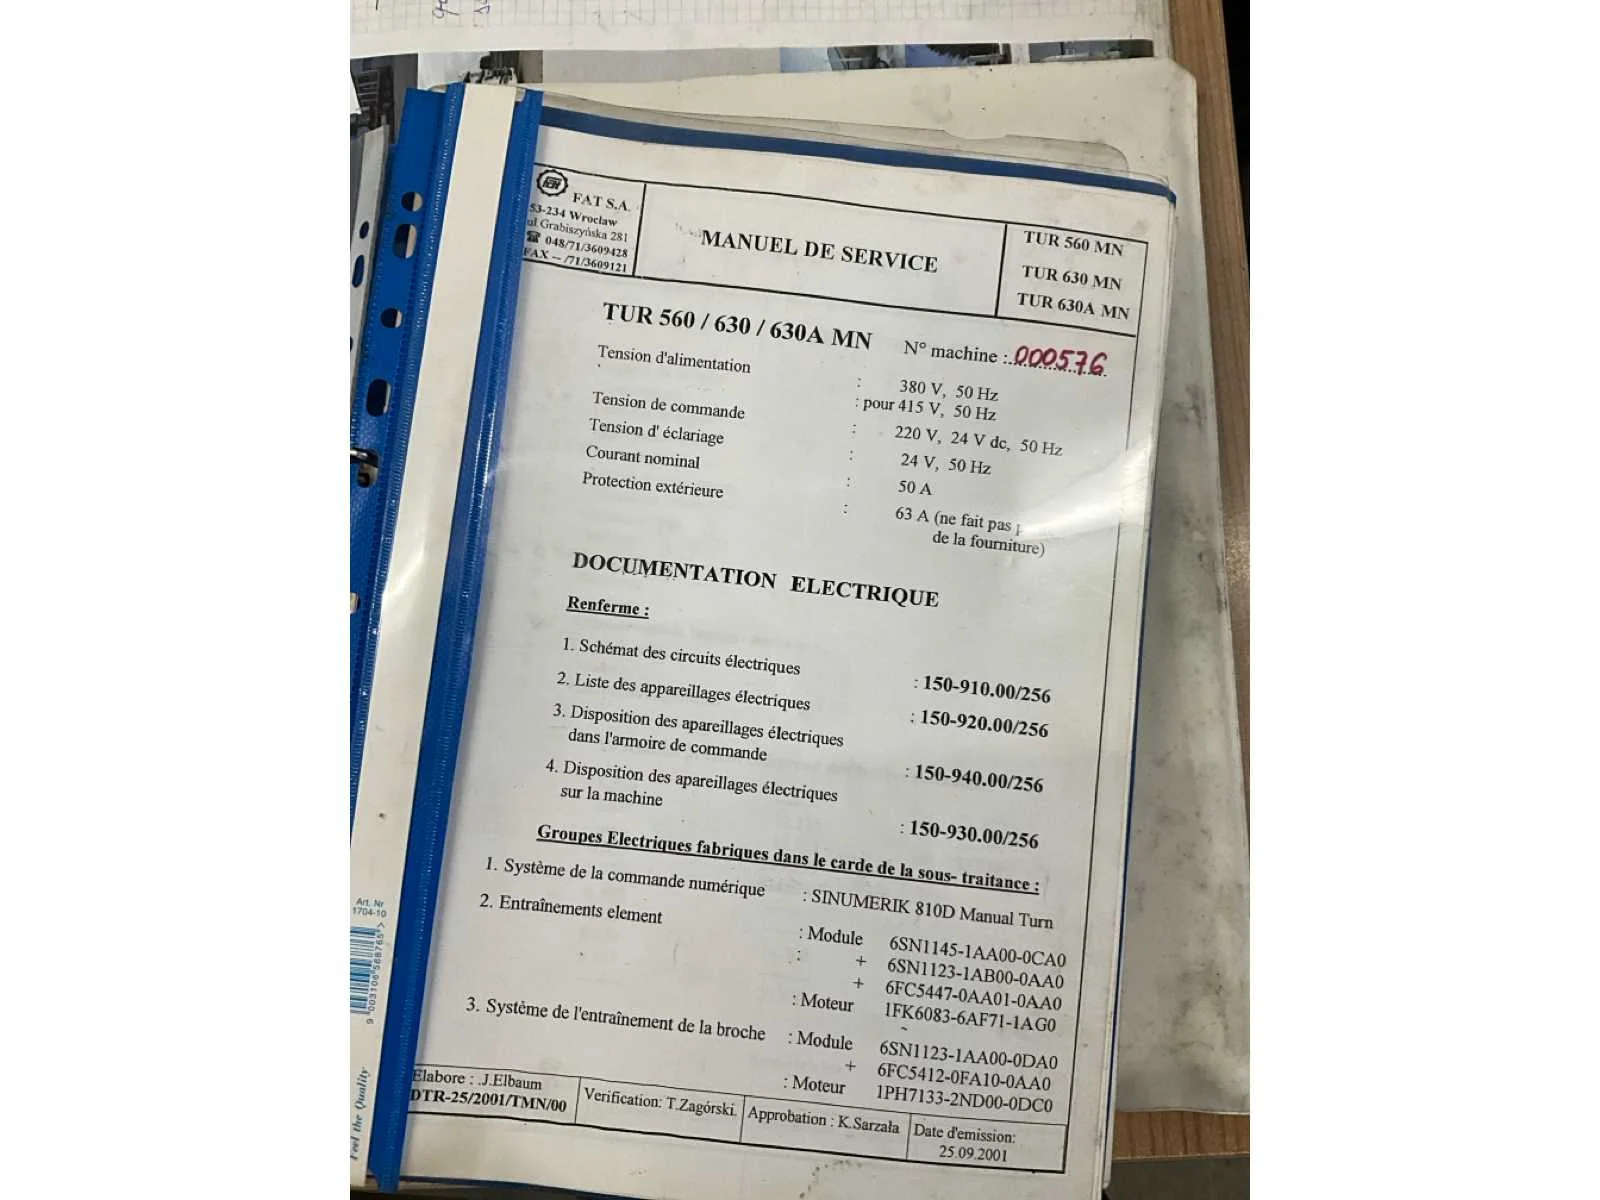 FAT S.A.
53-234 Wrocław
ul Grabiszyńska 281
☎ 048/71/3609428
FAX -- /71/3609121
MANUEL DE SERVICE
TUR 560 MN
TUR 630 MN
TUR 630A MN
TUR 560 / 630 / 630A MN N° machine : 000576
Tension d'alimentation : 380 V, 50 Hz
: pour 415 V, 50 Hz
Tension de commande : 220 V, 24 V dc, 50 Hz
Tension d' éclariage : 24 V, 50 Hz
Courant nominal : 50 A
Protection extérieure : 63 A (ne fait pas
de la fourniture)
DOCUMENTATION ELECTRIQUE
Renferme :
1. Schémat des circuits électriques : 150-910.00/256
2. Liste des appareillages électriques : 150-920.00/256
3. Disposition des apareillages électriques
dans l'armoire de commande : 150-940.00/256
4. Disposition des apareillages électriques
sur la machine : 150-930.00/256
Groupes Electriques fabriques dans le carde de la sous- traitance :
1. Système de la commande numérique : SINUMERIK 810D Manual Turn
2. Entraînements element : Module 6SN1145-1AA00-0CA0
: + 6SN1123-1AB00-0AA0
+ 6FC5447-0AA01-0AA0
: Moteur 1FK6083-6AF71-1AG0
3. Système de l'entraînement de la broche : Module 6SN1123-1AA00-0DA0
+ 6FC5412-0FA10-0AA0
: Moteur 1PH7133-2ND00-0DC0
Elabore : .J.Elbaum
DTR-25/2001/TMN/00
Verification: T.Zagórski.
Approbation : K.Sarzała
Date d'emission:
25.09.2001
Art. Nr
1704-10
9 003106 568765 >
Feel the Quality